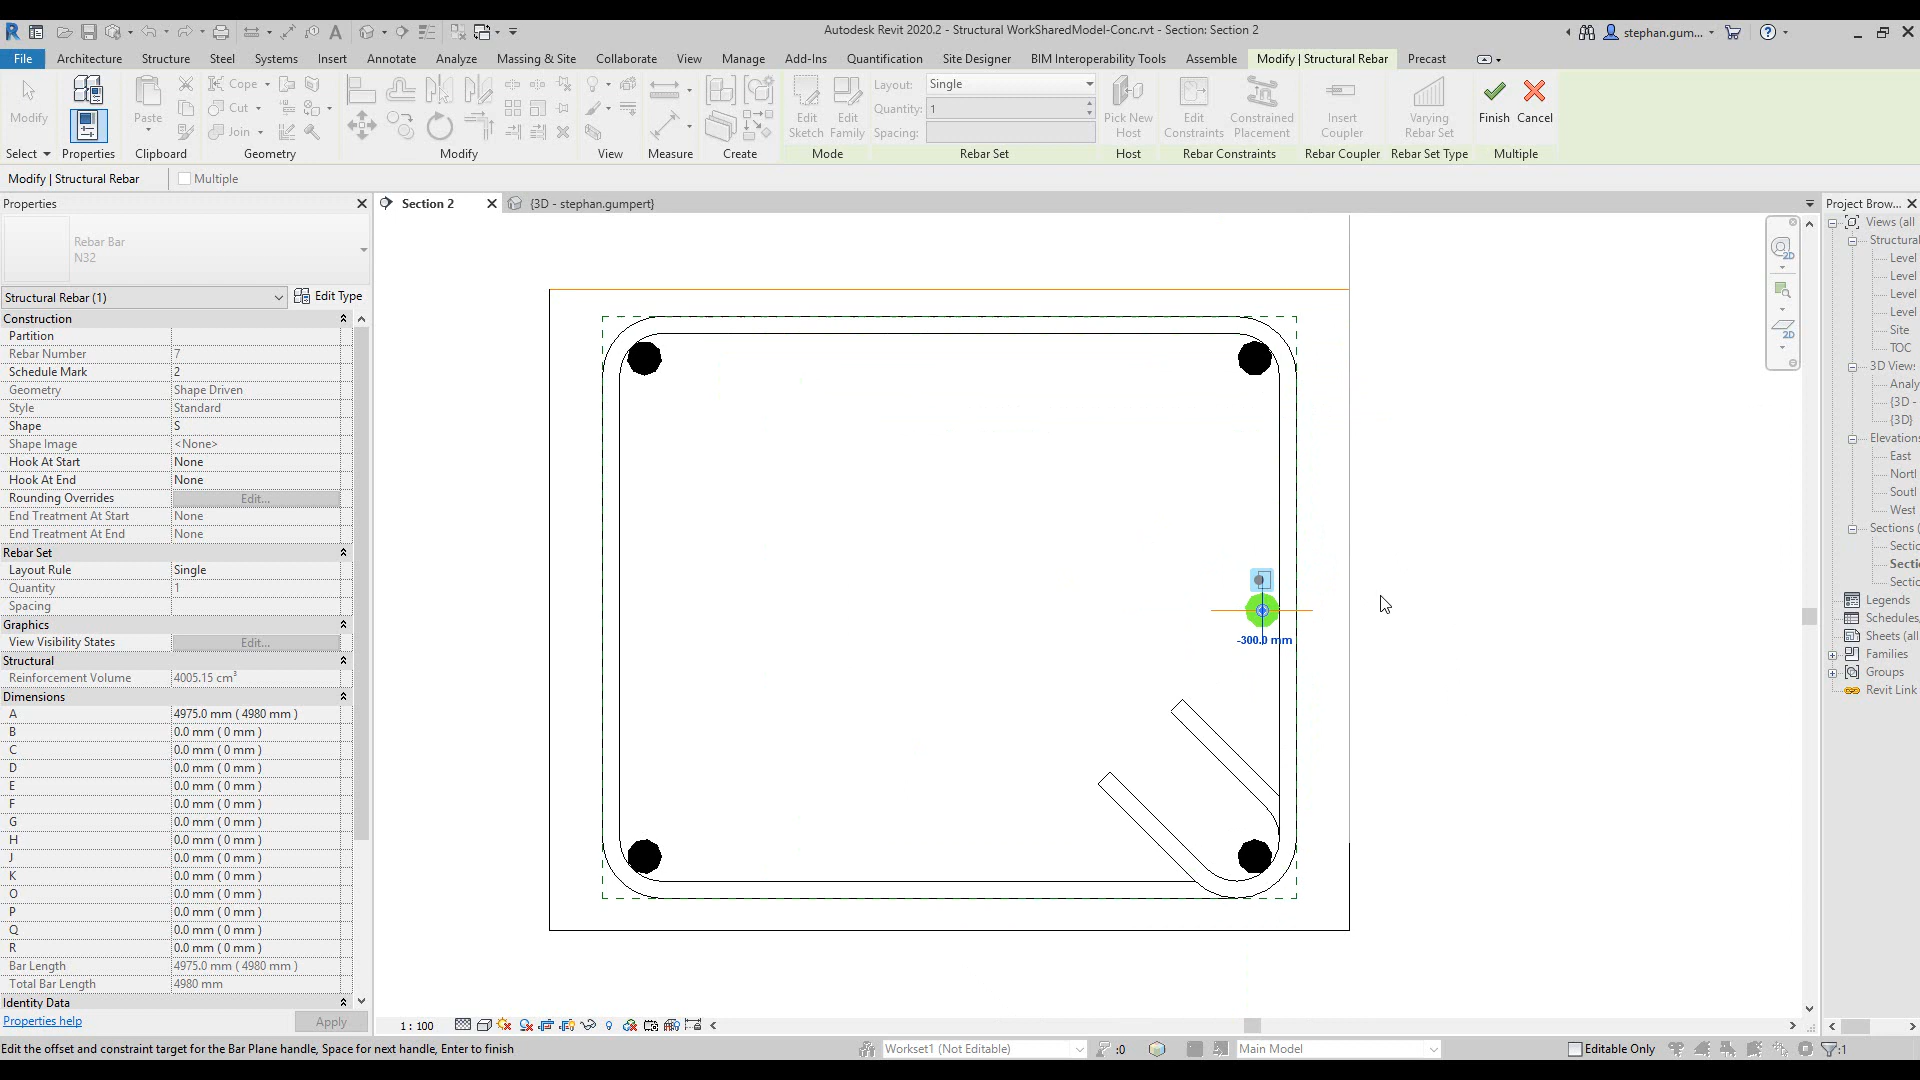 Autodesk Revit 2020.2 - Structural WorkSharedModel-Conc.rvt - Section: Section 2
stephan.gum...
File Architecture Structure Steel Systems Insert Annotate Analyze Massing & Site Collaborate View Manage Add-Ins Quantification Site Designer BIM Interoperability Tools Assemble Modify | Structural Rebar Precast
Modify
Paste
Cope
Cut
Join
Edit Sketch
Edit Family
Layout: Single
Quantity: 1
Spacing:
Pick New Host
Edit Constraints
Constrained Placement
Insert Coupler
Varying Rebar Set
Finish
Cancel
Select Properties Clipboard Geometry Modify View Measure Create Mode Rebar Set Host Rebar Constraints Rebar Coupler Rebar Set Type Multiple
Modify | Structural Rebar Multiple
Properties
Rebar Bar
N32
Structural Rebar (1) Edit Type
Construction
Partition
Rebar Number 7
Schedule Mark 2
Geometry Shape Driven
Style Standard
Shape S
Shape Image <None>
Hook At Start None
Hook At End None
Rounding Overrides Edit...
End Treatment At Start None
End Treatment At End None
Rebar Set
Layout Rule Single
Quantity 1
Spacing
Graphics
View Visibility States Edit...
Structural
Reinforcement Volume 4005.15 cm³
Dimensions
A 4975.0 mm ( 4980 mm )
B 0.0 mm ( 0 mm )
C 0.0 mm ( 0 mm )
D 0.0 mm ( 0 mm )
E 0.0 mm ( 0 mm )
F 0.0 mm ( 0 mm )
G 0.0 mm ( 0 mm )
H 0.0 mm ( 0 mm )
J 0.0 mm ( 0 mm )
K 0.0 mm ( 0 mm )
O 0.0 mm ( 0 mm )
P 0.0 mm ( 0 mm )
Q 0.0 mm ( 0 mm )
R 0.0 mm ( 0 mm )
Bar Length 4975.0 mm ( 4980 mm )
Total Bar Length 4980 mm
Identity Data
Properties help Apply
Section 2 {3D - stephan.gumpert}
2D
2D
-300.0 mm
Project Brow...
Views (all
Structural
Level
Level
Level
Level
Site
TOC
3D Views
Analy
{3D -
{3D}
Elevations
East
North
South
West
Sections (
Sectio
Secti
Sectio
Legends
Schedules,
Sheets (all
Families
Groups
Revit Link
1 : 100
Edit the offset and constraint target for the Bar Plane handle, Space for next handle, Enter to finish
Workset1 (Not Editable) :0 Main Model Editable Only :1